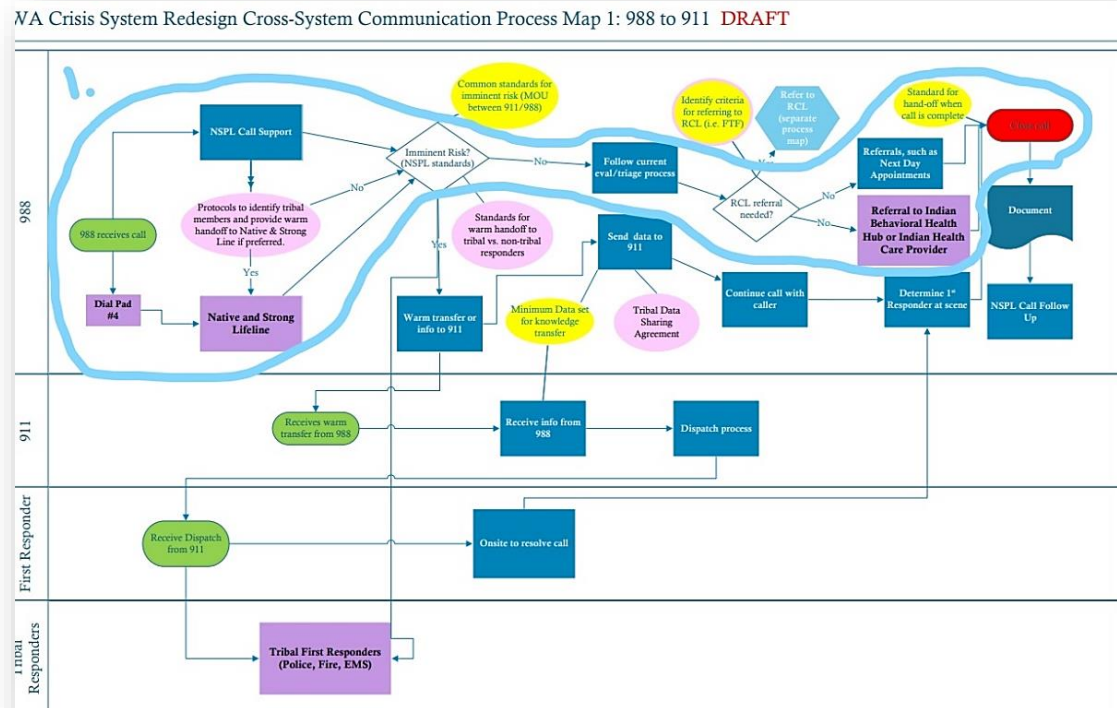 WA Crisis System Redesign Cross-System Communication Process Map 1: 988 to 911 DRAFT
1.
988
NSPL Call Support
Protocols to identify tribal
members and provide warm
handoff to Native & Strong
Line if preferred.
988 receives call
Yes
No
Dial Pad
#4
Native and Strong
Lifeline
Common standards for
imminent risk (MOU
between 911/988)
Imminent Risk?
(NSPL standards)
No
Yes
Standards for
warm handoff to
tribal vs. non-tribal
responders
Follow current
eval/triage process
Identify criteria
for referring to
RCL (i.e. FTF)
Refer to
RCL
(separate
process
map)
Yes
RCL referral
needed?
No
No
Standard for
hand-off when
call is complete
Referrals, such as
Next Day
Appointments
Referral to Indian
Behavioral Health
Hub or Indian Health
Care Provider
Close call
Document
NSPL Call Follow
Up
Warm transfer or
info to 911
Send data to
911
Minimum Data set
for knowledge
transfer
Tribal Data
Sharing
Agreement
Continue call with
caller
Determine 1st
Responder at scene
911
Receives warm
transfer from 988
Receive info from
988
Dispatch process
First Responder
Receive Dispatch
from 911
Onsite to resolve call
Tribal
Responders
Tribal First Responders
(Police, Fire, EMS)